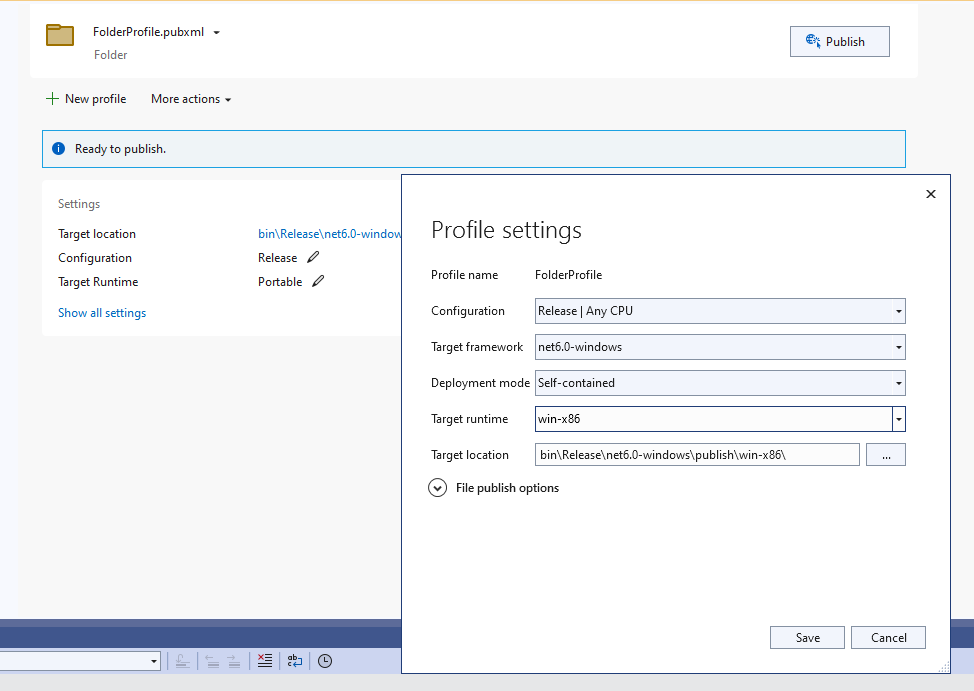 FolderProfile.pubxml
Folder
Publish
New profile
More actions
Ready to publish.
Settings
Target location
bin\Release\net6.0-window
Configuration
Release
Target Runtime
Portable
Show all settings
Profile settings
Profile name
FolderProfile
Configuration
Release | Any CPU
Target framework
net6.0-windows
Deployment mode
Self-contained
Target runtime
win-x86
Target location
bin\Release\net6.0-windows\publish\win-x86\
...
File publish options
Save
Cancel